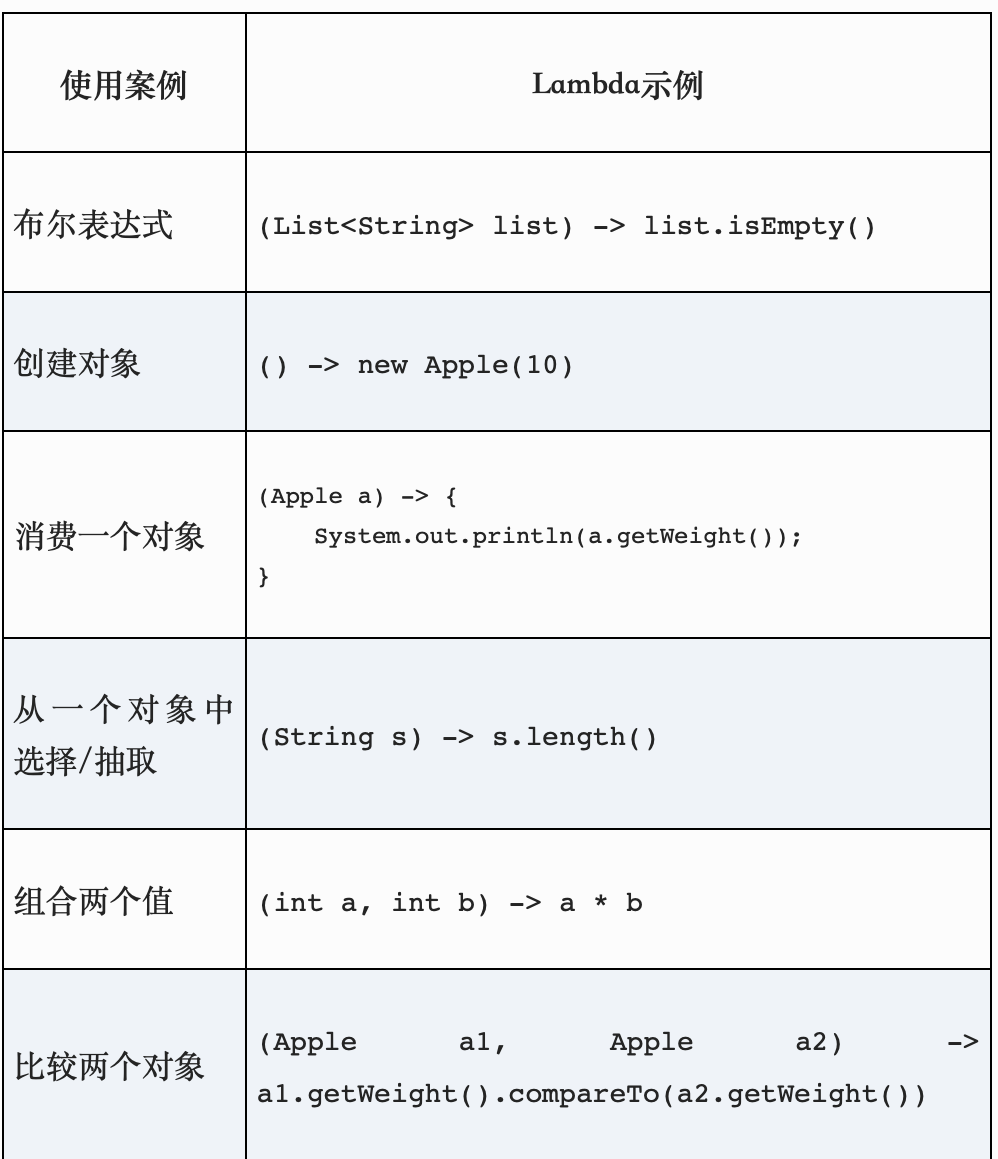 使用案例
Lambda示例
布尔表达式
(List<String> list) -> list.isEmpty()
创建对象
() -> new Apple(10)
消费一个对象
(Apple a) -> {
    System.out.println(a.getWeight());
}
从一个对象中
选择/抽取
(String s) -> s.length()
组合两个值
(int a, int b) -> a * b
比较两个对象
(Apple a1, Apple a2) ->
a1.getWeight().compareTo(a2.getWeight())